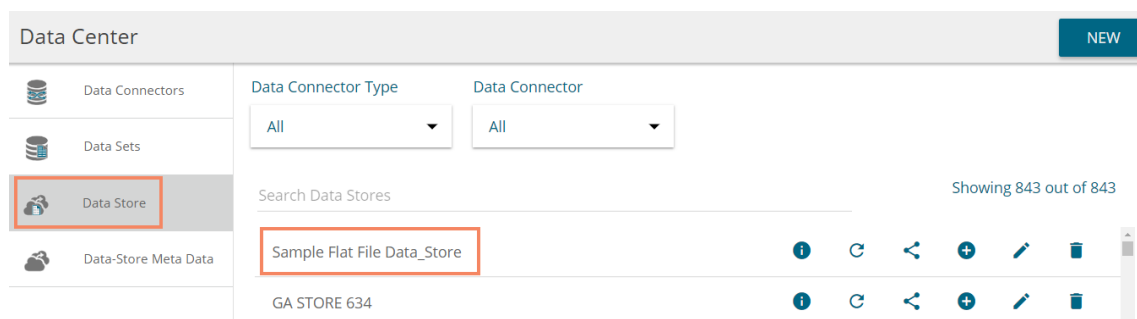 Data Center
NEW
Data Connectors
Data Sets
Data Store
Data-Store Meta Data
Data Connector Type
Data Connector
All
All
Search Data Stores
Showing 843 out of 843
Sample Flat File Data_Store
GA STORE 634